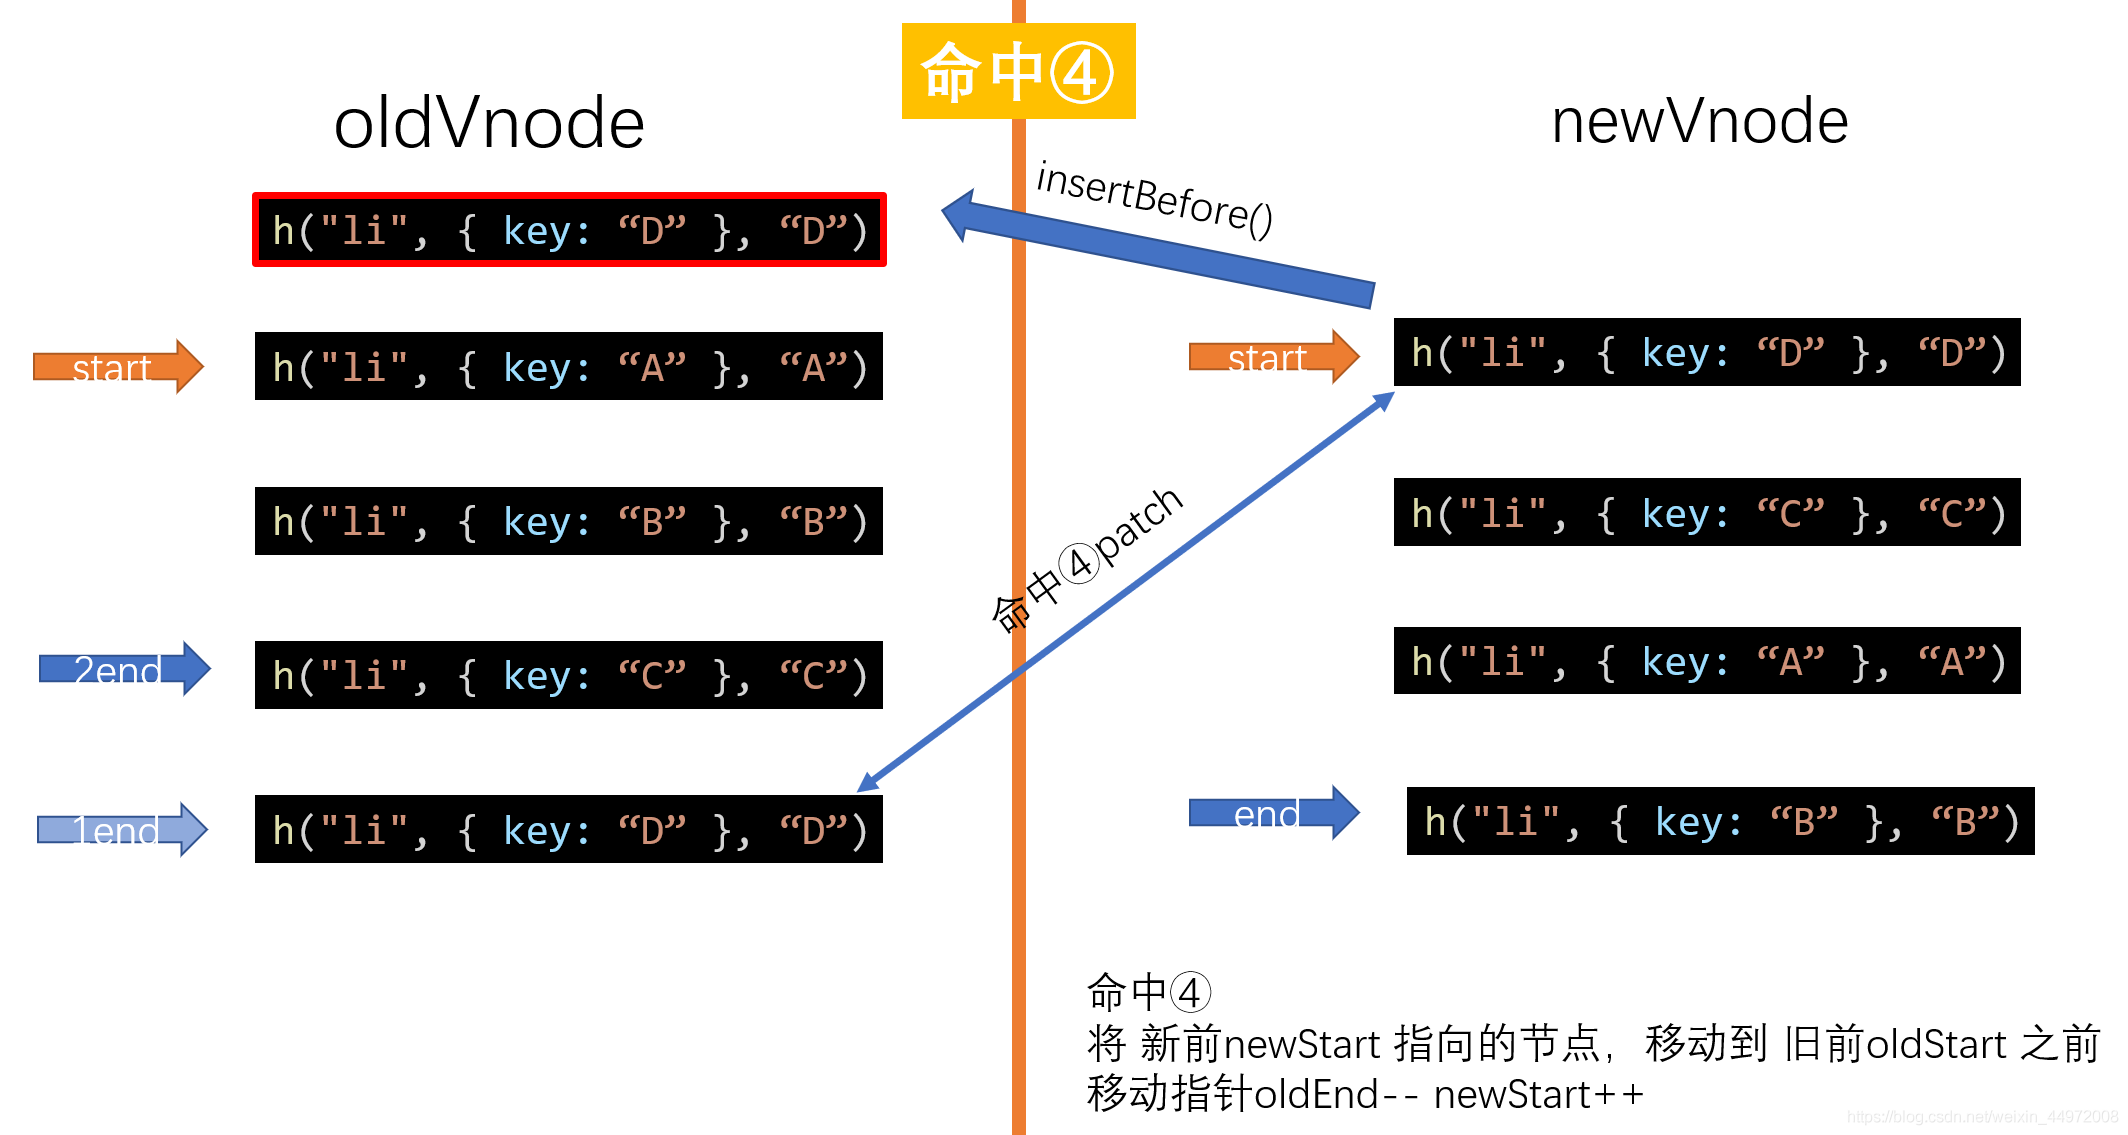 命中④
oldVnode
newVnode
insertBefore()
h("li", { key: “D” }, “D”)
start
h("li", { key: “A” }, “A”)
h("li", { key: “B” }, “B”)
2end
h("li", { key: “C” }, “C”)
1end
h("li", { key: “D” }, “D”)
命中④patch
start
h("li", { key: “D” }, “D”)
h("li", { key: “C” }, “C”)
h("li", { key: “A” }, “A”)
end
h("li", { key: “B” }, “B”)
命中④
将 新前newStart 指向的节点，移动到 旧前oldStart 之前
移动指针oldEnd-- newStart++
https://blog.csdn.net/weixin_44972008